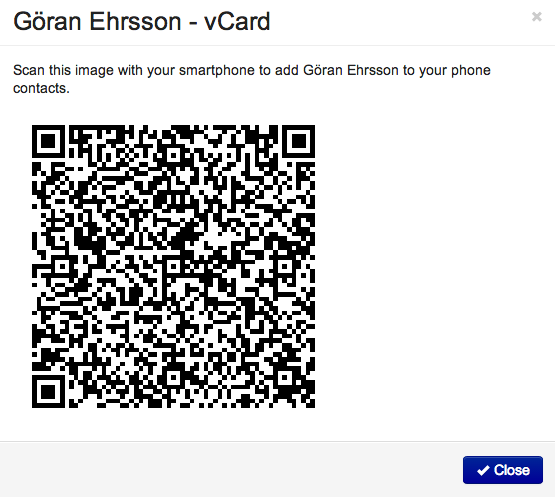 Göran Ehrsson - vCard
Scan this image with your smartphone to add Göran Ehrsson to your phone
contacts.
Close